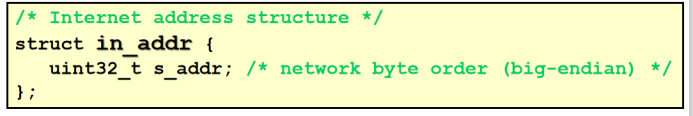 /* Internet address structure */
struct in_addr {
   uint32_t s_addr; /* network byte order (big-endian) */
};